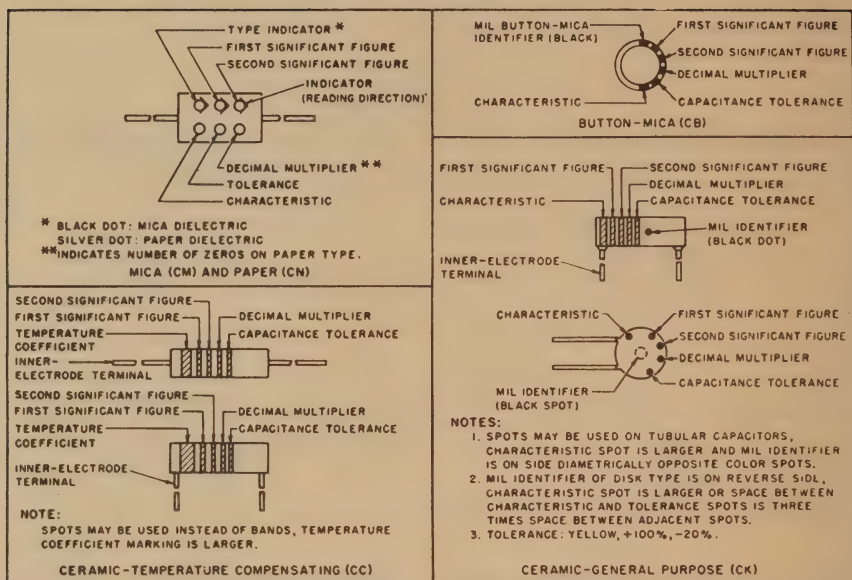 TYPE INDICATOR *
FIRST SIGNIFICANT FIGURE
SECOND SIGNIFICANT FIGURE
INDICATOR
(READING DIRECTION)
DECIMAL MULTIPLIER **
TOLERANCE
CHARACTERISTIC
* BLACK DOT: MICA DIELECTRIC
SILVER DOT: PAPER DIELECTRIC
**INDICATES NUMBER OF ZEROS ON PAPER TYPE.
MICA (CM) AND PAPER (CN)
MIL BUTTON-MICA
IDENTIFIER (BLACK)
FIRST SIGNIFICANT FIGURE
SECOND SIGNIFICANT FIGURE
DECIMAL MULTIPLIER
CHARACTERISTIC
CAPACITANCE TOLERANCE
BUTTON-MICA (CB)
SECOND SIGNIFICANT FIGURE
FIRST SIGNIFICANT FIGURE
DECIMAL MULTIPLIER
TEMPERATURE
COEFFICIENT
CAPACITANCE TOLERANCE
INNER-
ELECTRODE TERMINAL
SECOND SIGNIFICANT FIGURE
FIRST SIGNIFICANT FIGURE
DECIMAL MULTIPLIER
TEMPERATURE
COEFFICIENT
CAPACITANCE TOLERANCE
INNER-ELECTRODE
TERMINAL
NOTE:
SPOTS MAY BE USED INSTEAD OF BANDS, TEMPERATURE
COEFFICIENT MARKING IS LARGER.
CERAMIC-TEMPERATURE COMPENSATING (CC)
FIRST SIGNIFICANT FIGURE
SECOND SIGNIFICANT FIGURE
DECIMAL MULTIPLIER
CHARACTERISTIC
CAPACITANCE TOLERANCE
MIL IDENTIFIER
(BLACK DOT)
INNER-ELECTRODE
TERMINAL
CHARACTERISTIC
FIRST SIGNIFICANT FIGURE
SECOND SIGNIFICANT FIGURE
DECIMAL MULTIPLIER
CAPACITANCE TOLERANCE
MIL IDENTIFIER
(BLACK SPOT)
NOTES:
1. SPOTS MAY BE USED ON TUBULAR CAPACITORS,
CHARACTERISTIC SPOT IS LARGER AND MIL IDENTIFIER
IS ON SIDE DIAMETRICALLY OPPOSITE COLOR SPOTS.
2. MIL IDENTIFIER OF DISK TYPE IS ON REVERSE SIDL,
CHARACTERISTIC SPOT IS LARGER OR SPACE BETWEEN
CHARACTERISTIC AND TOLERANCE SPOTS IS THREE
TIMES SPACE BETWEEN ADJACENT SPOTS.
3. TOLERANCE: YELLOW, +100%, -20%.
CERAMIC-GENERAL PURPOSE (CK)